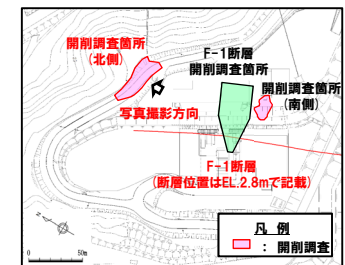 開削調査箇所
(北側)
F-1断層
開削調査箇所
開削調査箇所
(南側)
写真撮影方向
F-1断層
(断層位置はEL.2.8mで記載)
凡 例
: 開削調査
N
0 50m